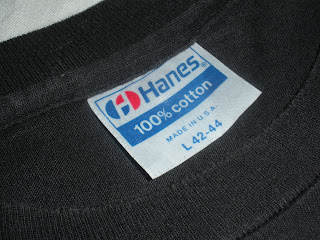 Hanes®
100% cotton
MADE IN U.S.A.
L 42-44